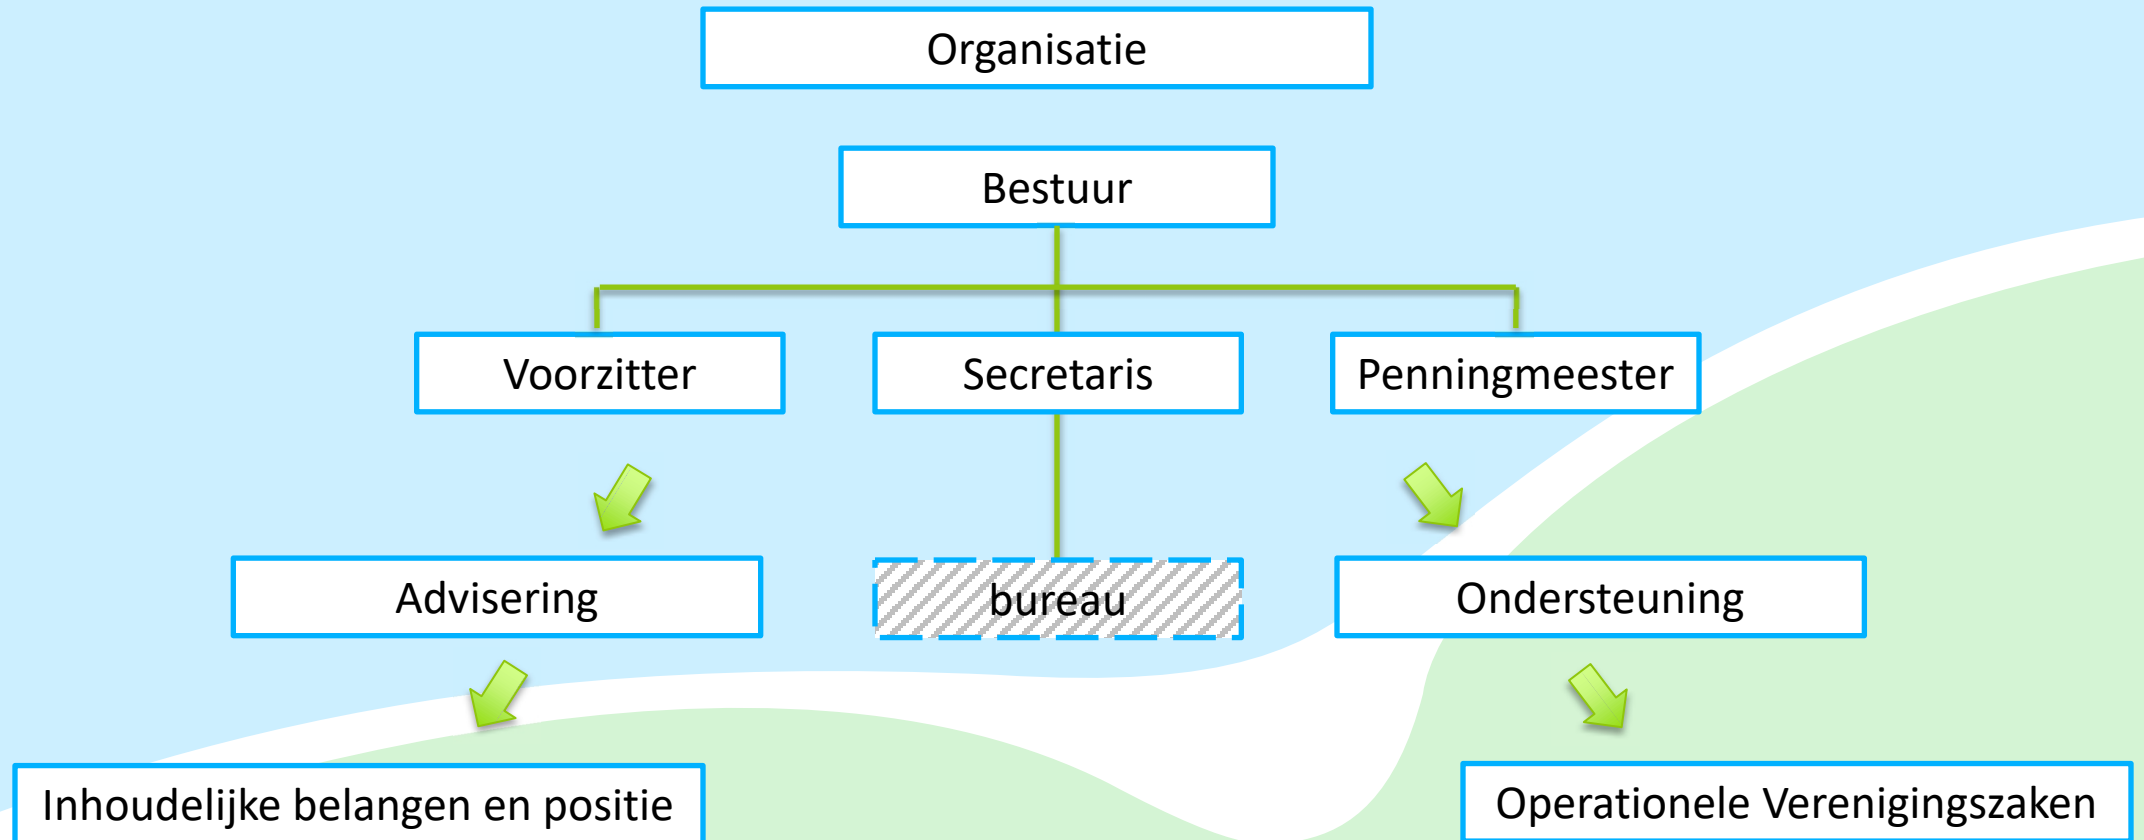 Organisatie
Bestuur
Voorzitter
Secretaris
Penningmeester
Advisering
bureau
Ondersteuning
Inhoudelijke belangen en positie
Operationele Verenigingszaken